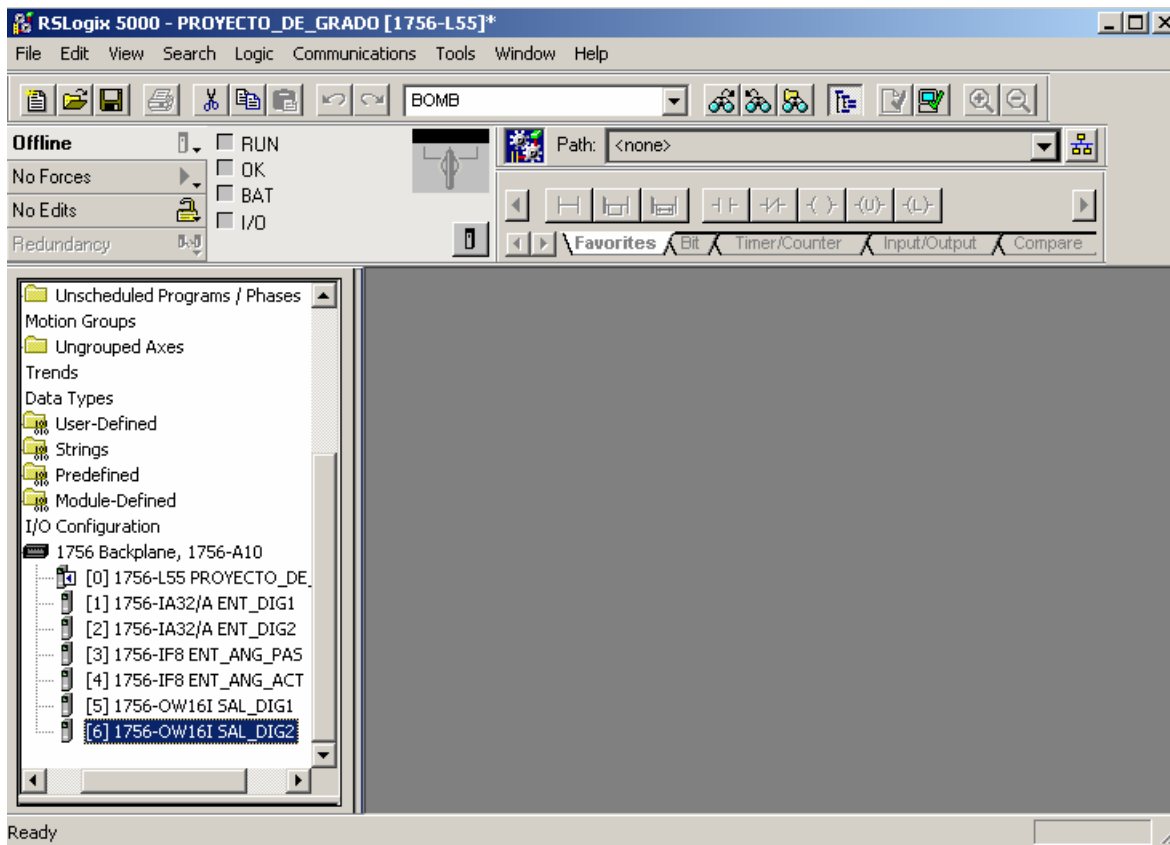 RSLogix 5000 - PROYECTO_DE_GRADO [1756-L55]*
File Edit View Search Logic Communications Tools Window Help
BOMB
Offline
RUN
No Forces
OK
No Edits
BAT
Redundancy
I/O
Path: <none>
Favorites Bit Timer/Counter Input/Output Compare
Unscheduled Programs / Phases
Motion Groups
Ungrouped Axes
Trends
Data Types
User-Defined
Strings
Predefined
Module-Defined
I/O Configuration
1756 Backplane, 1756-A10
[0] 1756-L55 PROYECTO_DE_
[1] 1756-IA32/A ENT_DIG1
[2] 1756-IA32/A ENT_DIG2
[3] 1756-IF8 ENT_ANG_PAS
[4] 1756-IF8 ENT_ANG_ACT
[5] 1756-OW16I SAL_DIG1
[6] 1756-OW16I SAL_DIG2
Ready